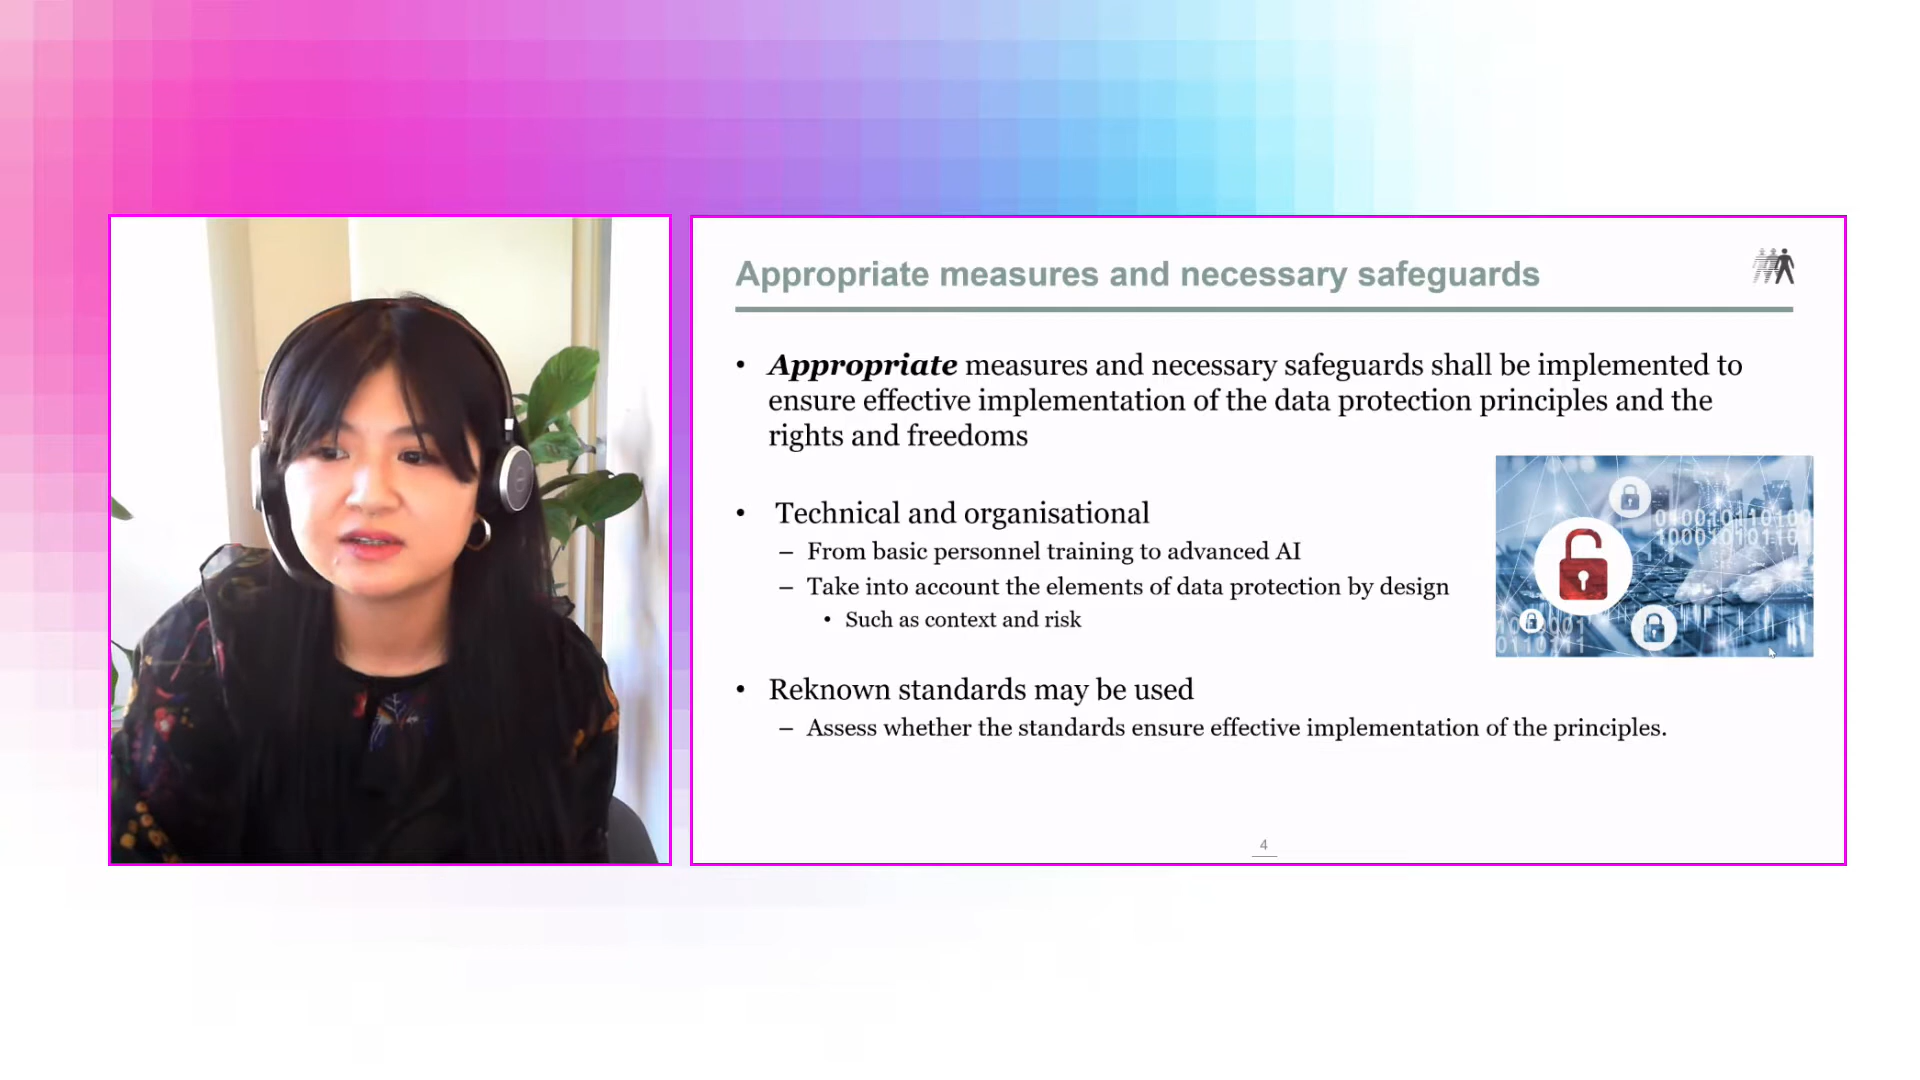 Appropriate measures and necessary safeguards
• Appropriate measures and necessary safeguards shall be implemented to
ensure effective implementation of the data protection principles and the
rights and freedoms
• Technical and organisational
– From basic personnel training to advanced AI
– Take into account the elements of data protection by design
• Such as context and risk
• Reknown standards may be used
– Assess whether the standards ensure effective implementation of the principles.
4